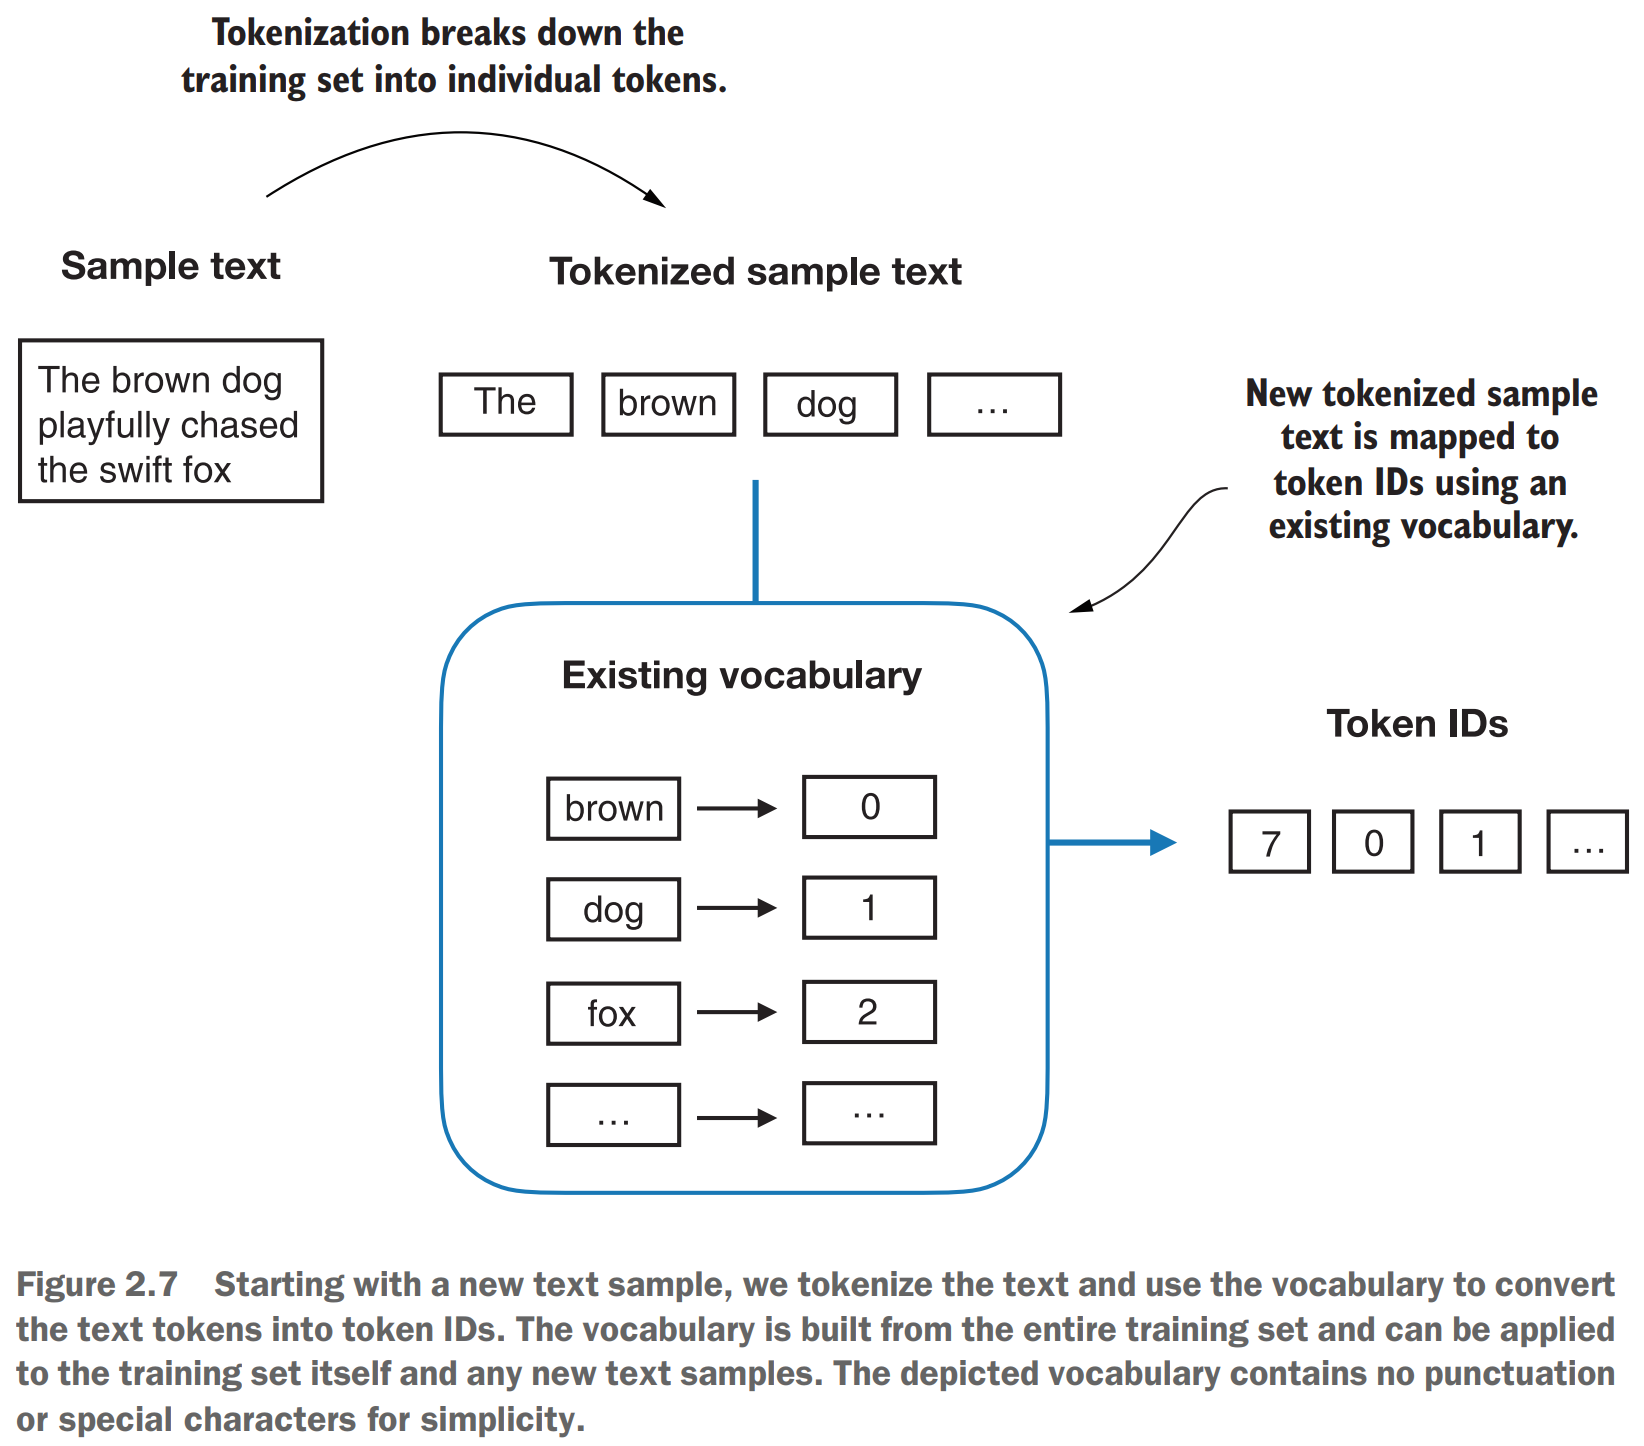 Tokenization breaks down the
training set into individual tokens.
Sample text
Tokenized sample text
The brown dog
playfully chased
the swift fox
The brown dog ...
New tokenized sample
text is mapped to
token IDs using an
existing vocabulary.
Existing vocabulary
brown 0
dog 1
fox 2
... ...
Token IDs
7 0 1 ...
Figure 2.7 Starting with a new text sample, we tokenize the text and use the vocabulary to convert
the text tokens into token IDs. The vocabulary is built from the entire training set and can be applied
to the training set itself and any new text samples. The depicted vocabulary contains no punctuation
or special characters for simplicity.